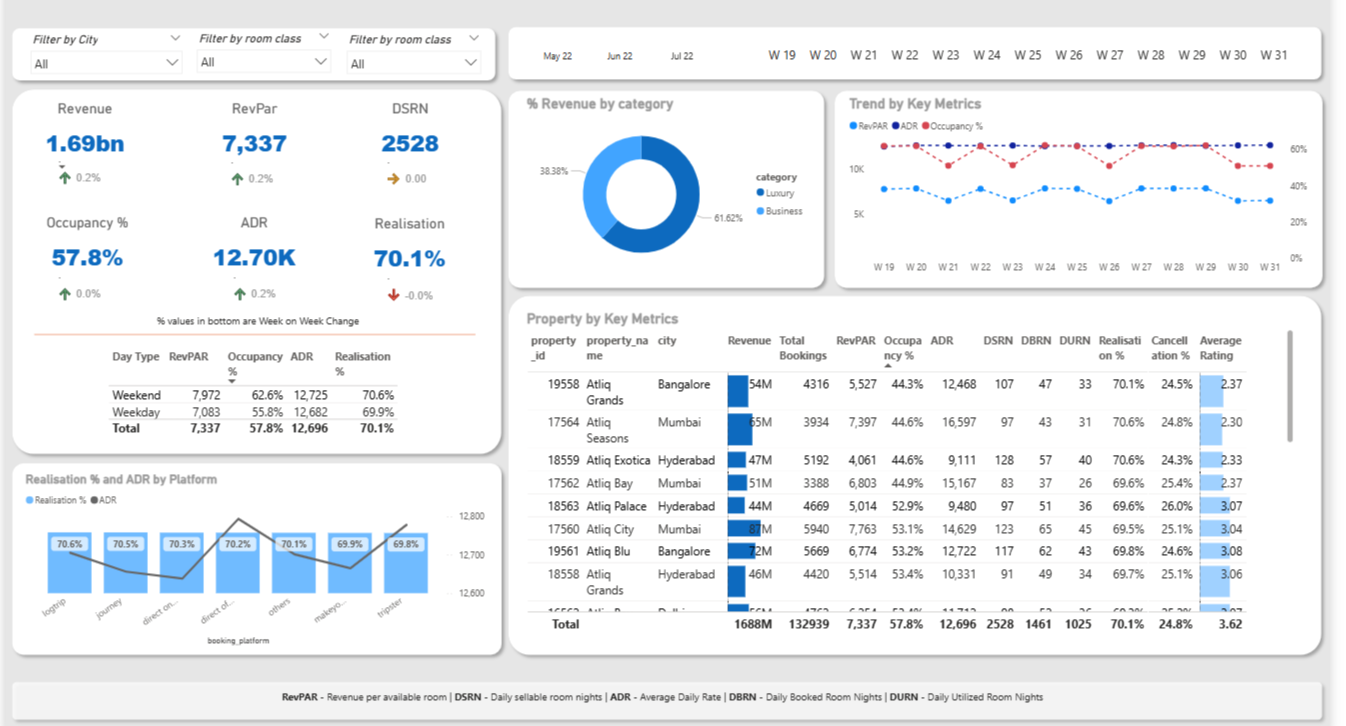 Filter by City
All
Filter by room class
All
Filter by room class
All
May 22 Jun 22 Jul 22 W 19 W 20 W 21 W 22 W 23 W 24 W 25 W 26 W 27 W 28 W 29 W 30 W 31
Revenue RevPar DSRN
1.69bn 7,337 2528
0.2% 0.2% 0.00
Occupancy % ADR Realisation
57.8% 12.70K 70.1%
0.0% 0.2% -0.0%
% values in bottom are Week on Week Change
Day Type RevPAR Occupancy % ADR Realisation %
Weekend 7,972 62.6% 12,725 70.6%
Weekday 7,083 55.8% 12,682 69.9%
Total 7,337 57.8% 12,696 70.1%
% Revenue by category
38.38%
61.62%
category
Luxury
Business
Trend by Key Metrics
RevPAR ADR Occupancy %
10K
5K
60%
40%
20%
0%
W 19 W 20 W 21 W 22 W 23 W 24 W 25 W 26 W 27 W 28 W 29 W 30 W 31
Realisation % and ADR by Platform
Realisation % ADR
12,800
12,700
12,600
70.6% 70.5% 70.3% 70.2% 70.1% 69.9% 69.8%
logtrip journey direct on... direct of... others makeyo... tripster
booking_platform
Property by Key Metrics
property_id property_name city Revenue Total Bookings RevPAR Occupancy % ADR DSRN DBRN DURN Realisation % Cancellation % Average Rating
19558 Atliq Grands Bangalore 54M 4316 5,527 44.3% 12,468 107 47 33 70.1% 24.5% 2.37
17564 Atliq Seasons Mumbai 65M 3934 7,397 44.6% 16,597 97 43 31 70.6% 24.8% 2.30
18559 Atliq Exotica Hyderabad 47M 5192 4,061 44.6% 9,111 128 57 40 70.6% 24.3% 2.33
17562 Atliq Bay Mumbai 51M 3388 6,803 44.9% 15,167 83 37 26 69.6% 25.4% 2.37
18563 Atliq Palace Hyderabad 44M 4669 5,014 52.9% 9,480 97 51 36 69.6% 26.0% 3.07
17560 Atliq City Mumbai 87M 5940 7,763 53.1% 14,629 123 65 45 69.5% 25.1% 3.04
19561 Atliq Blu Bangalore 72M 5669 6,774 53.2% 12,722 117 62 43 69.8% 24.6% 3.08
18558 Atliq Grands Hyderabad 46M 4420 5,514 53.4% 10,331 91 49 34 69.7% 25.1% 3.06
Total 1688M 132939 7,337 57.8% 12,696 2528 1461 1025 70.1% 24.8% 3.62
RevPAR - Revenue per available room | DSRN - Daily sellable room nights | ADR - Average Daily Rate | DBRN - Daily Booked Room Nights | DURN - Daily Utilized Room Nights